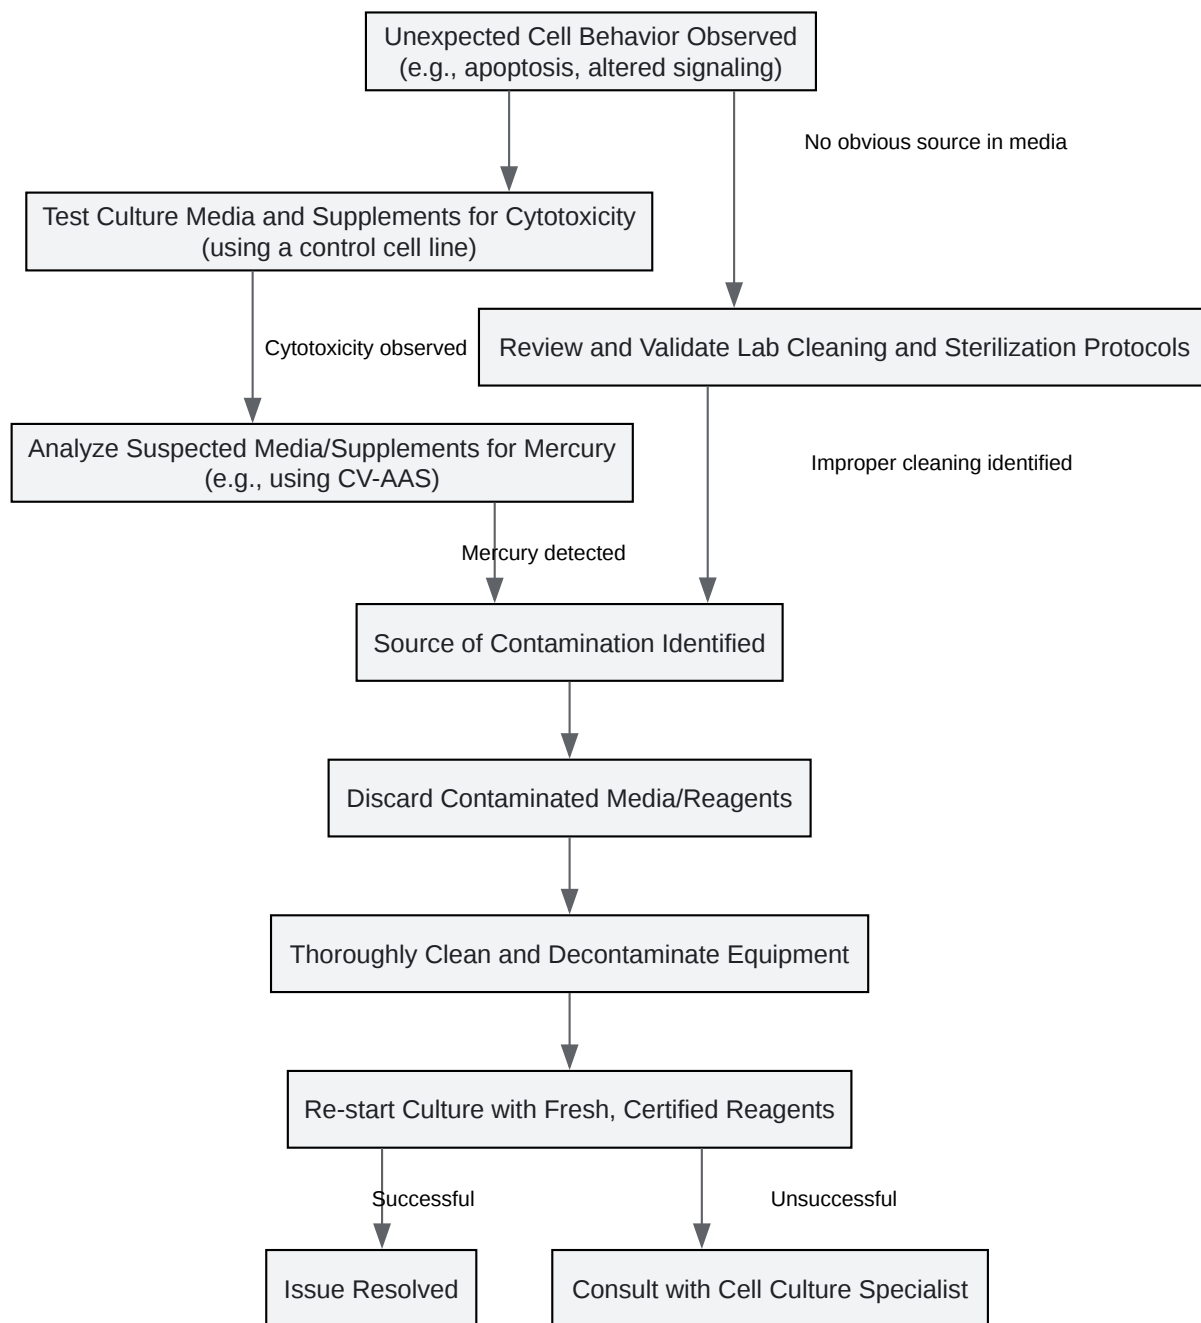 Unexpected Cell Behavior Observed
(e.g., apoptosis, altered signaling)
No obvious source in media
Test Culture Media and Supplements for Cytotoxicity
(using a control cell line)
Cytotoxicity observed
Review and Validate Lab Cleaning and Sterilization Protocols
Analyze Suspected Media/Supplements for Mercury
(e.g., using CV-AAS)
Improper cleaning identified
Mercury detected
Source of Contamination Identified
Discard Contaminated Media/Reagents
Thoroughly Clean and Decontaminate Equipment
Re-start Culture with Fresh, Certified Reagents
Successful
Unsuccessful
Issue Resolved
Consult with Cell Culture Specialist